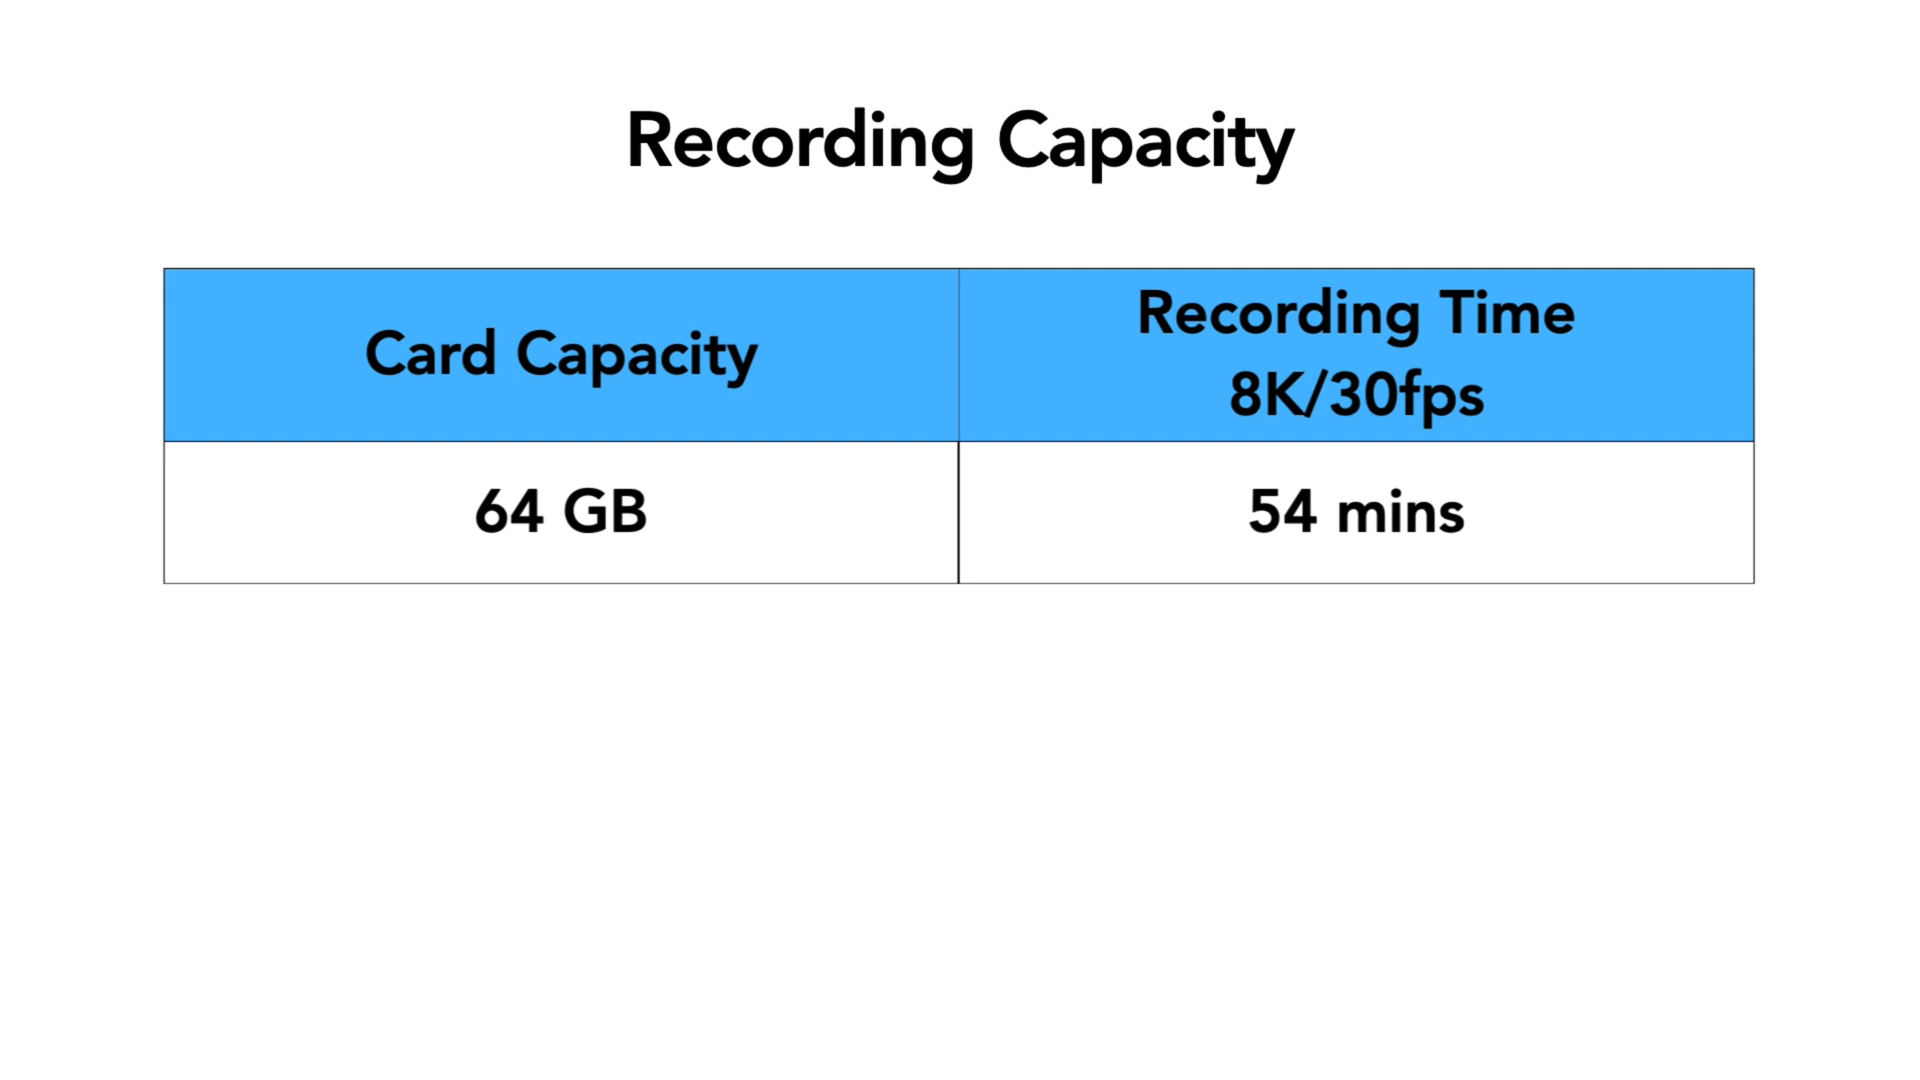 Recording Capacity
Card Capacity
Recording Time
8K/30fps
64 GB
54 mins